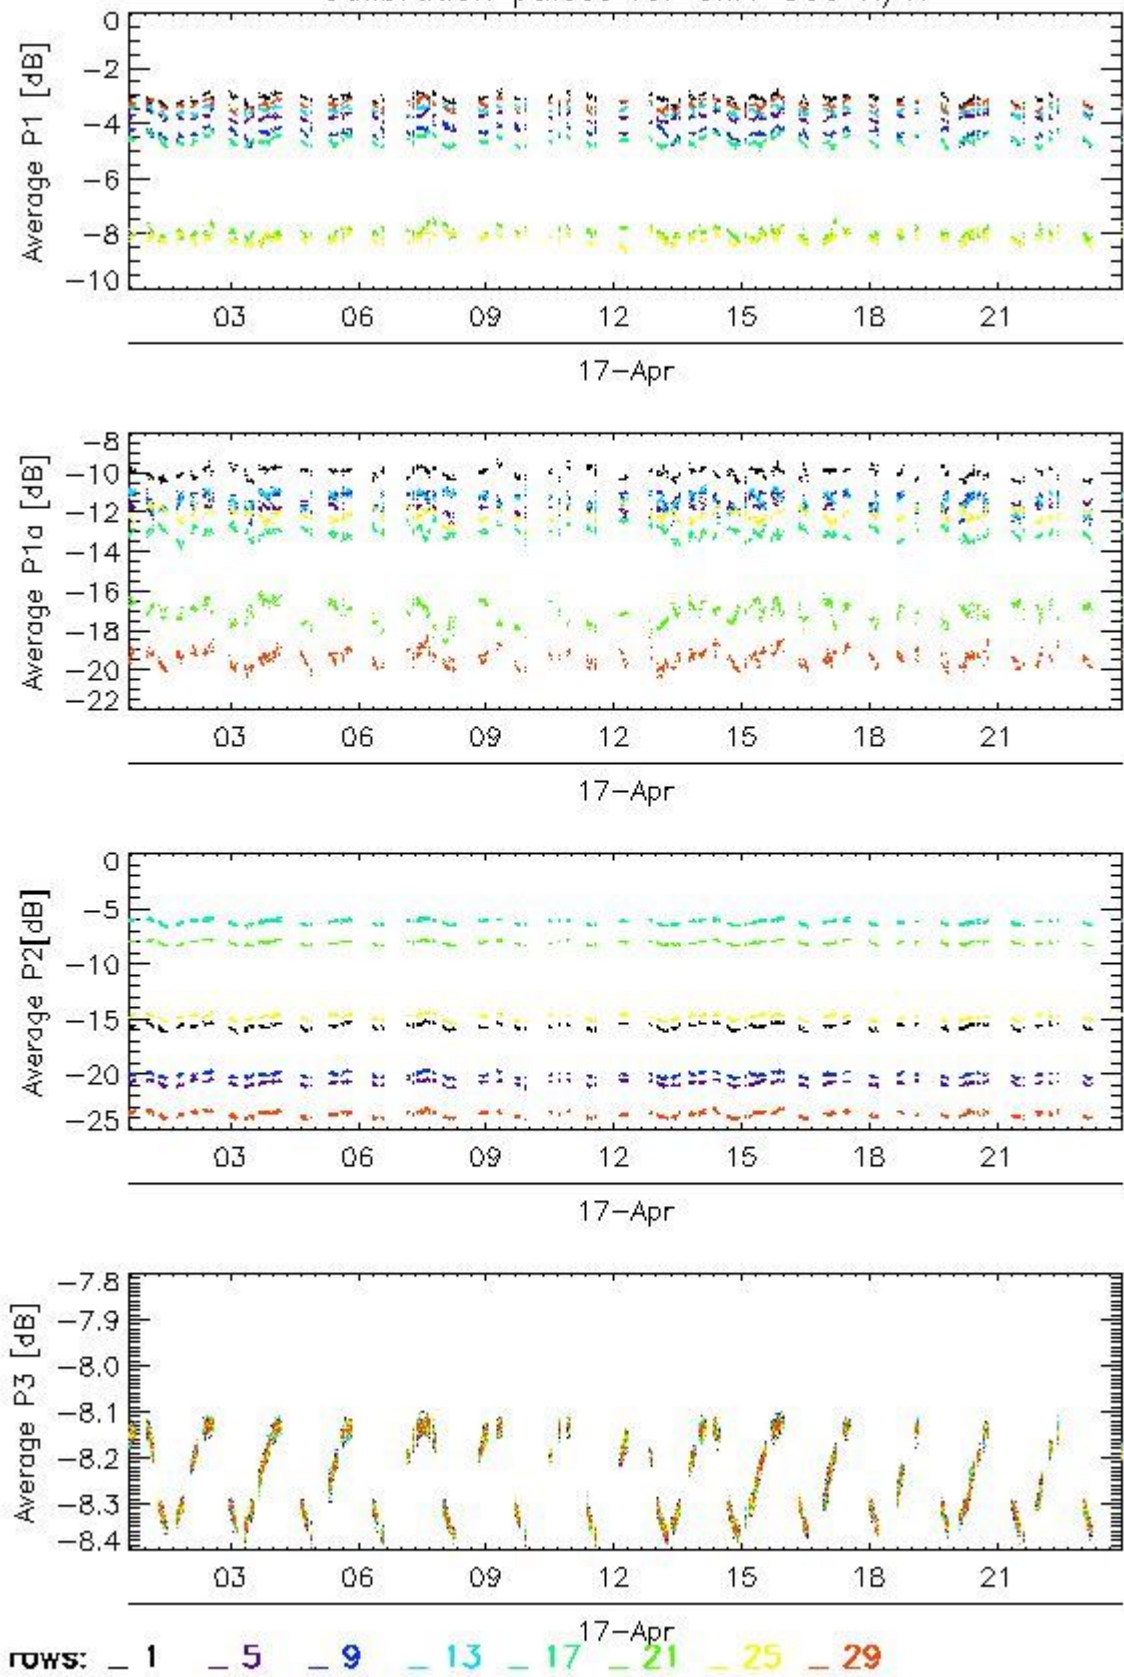 0
-2
-4
-6
-8
-10
Average P1 [dB]
03 06 09 12 15 18 21
17-Apr
-8
-10
-12
-14
-16
-18
-20
-22
Average P1a [dB]
03 06 09 12 15 18 21
17-Apr
0
-5
-10
-15
-20
-25
Average P2[dB]
03 06 09 12 15 18 21
17-Apr
-7.8
-7.9
-8.0
-8.1
-8.2
-8.3
-8.4
Average P3 [dB]
03 06 09 12 15 18 21
17-Apr
rows: _ 1 _ 5 _ 9 _ 13 _ 17 _ 21 _ 25 _ 29